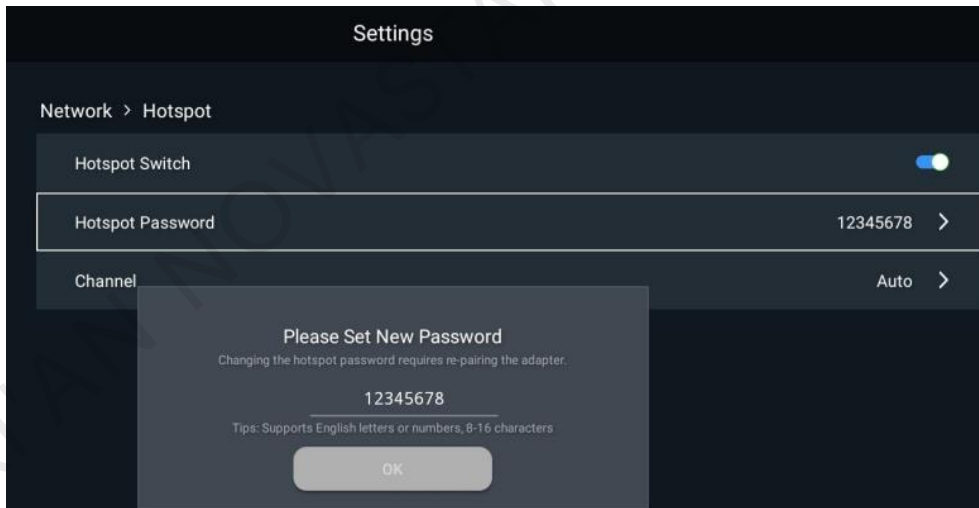 Settings
Network > Hotspot
Hotspot Switch
Hotspot Password 12345678 >
Channel Auto >
Please Set New Password
Changing the hotspot password requires re-pairing the adapter.
12345678
Tips: Supports English letters or numbers, 8-16 characters
OK